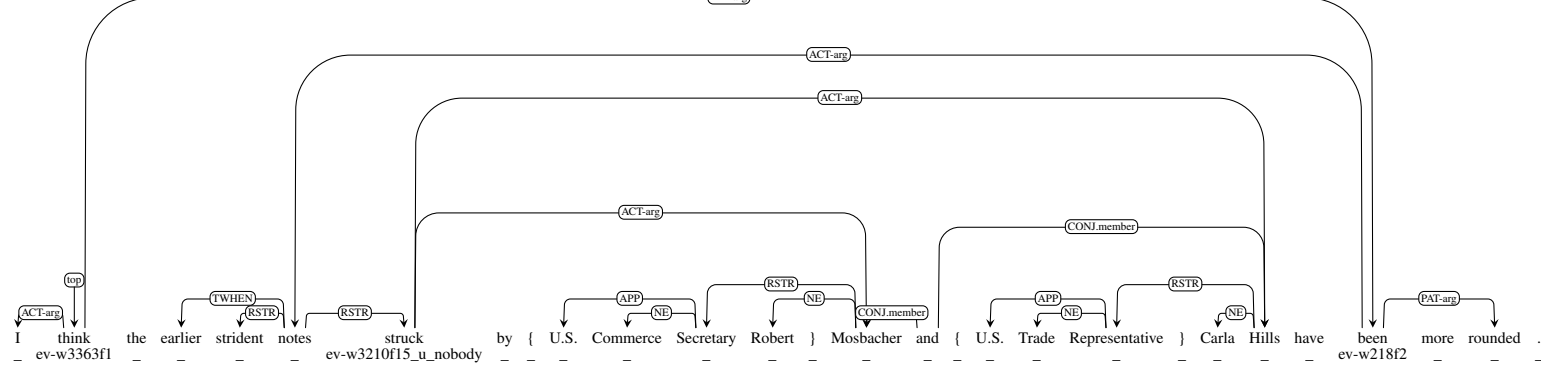 ACT-arg
ACT-arg
ACT-arg
CONJ.member
top
RSTR RSTR
TWHEN APP NE APP PAT-arg
ACT-arg RSTR RSTR NE CONJ.member NE NE
I think the earlier strident notes struck by { U.S. Commerce Secretary Robert } Mosbacher and { U.S. Trade Representative } Carla Hills have been more rounded .
_ ev-w3363f1 _ _ _ _ ev-w3210f15_u_nobody _ _ _ _ _ _ _ _ _ _ _ _ _ _ _ _ _ ev-w218f2 _ _ _